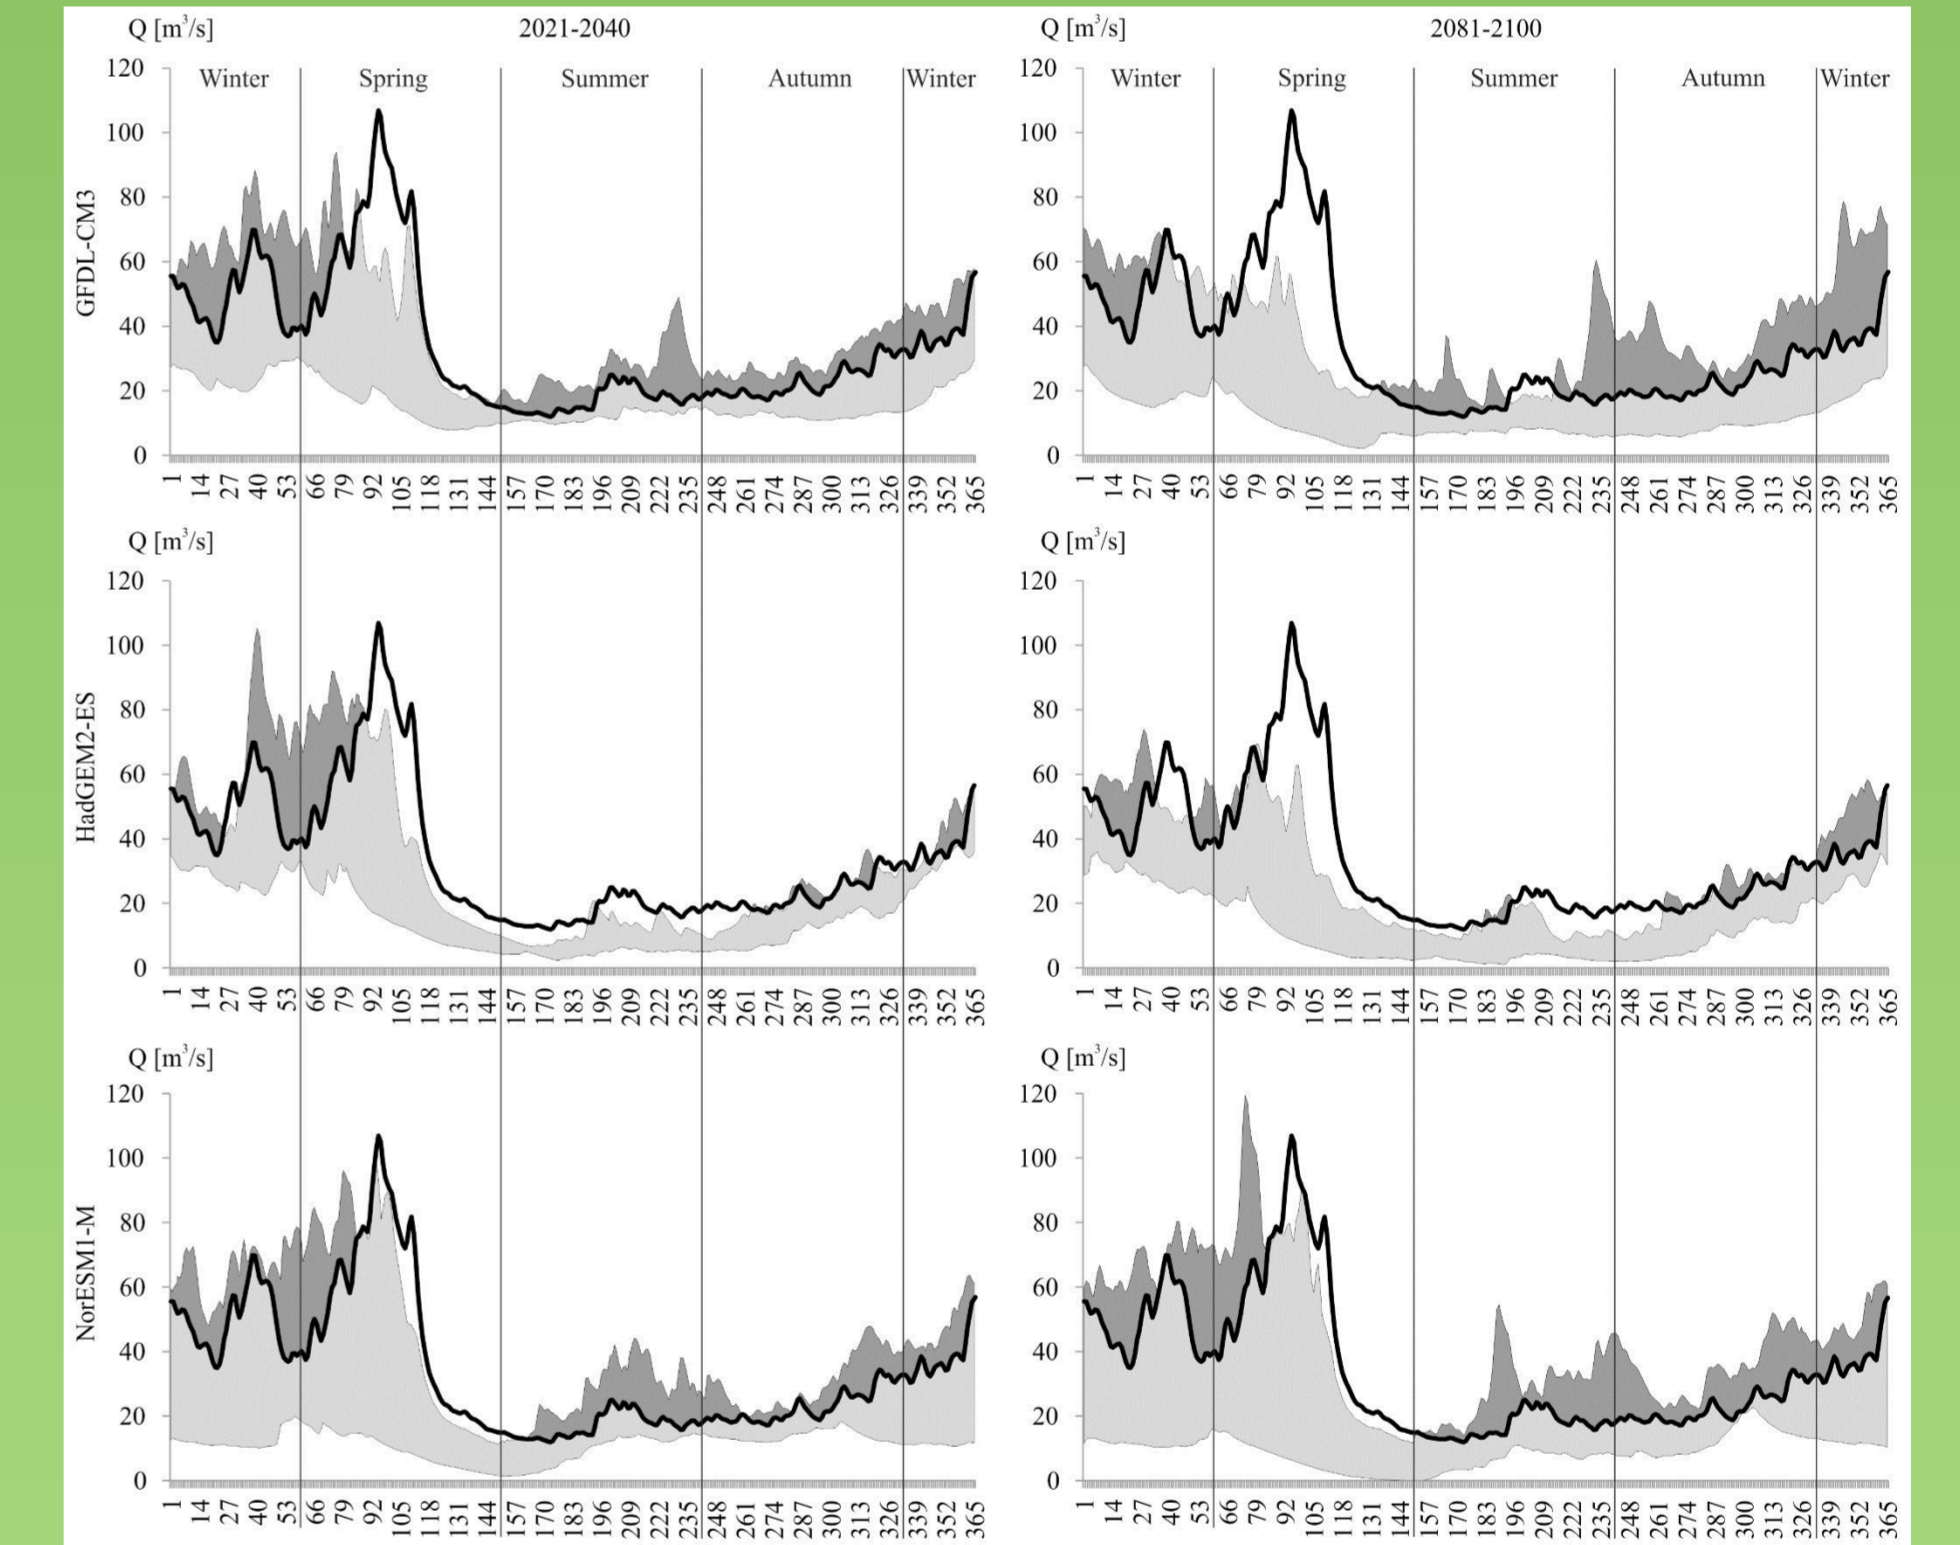 Q [m³/s] 2021-2040 Q [m³/s] 2081-2100
120 Winter Spring Summer Autumn Winter 120 Winter Spring Summer Autumn Winter
100 100
80 80
60 60
40 40
20 20
0 0
GFDL-CM3
1 14 27 40 53 66 79 92 105 118 131 144 157 170 183 196 209 222 235 248 261 274 287 300 313 326 339 352 365 1 14 27 40 53 66 79 92 105 118 131 144 157 170 183 196 209 222 235 248 261 274 287 300 313 326 339 352 365
Q [m³/s] Q [m³/s]
120 120
100 100
80 80
60 60
40 40
20 20
0 0
HadGEM2-ES
1 14 27 40 53 66 79 92 105 118 131 144 157 170 183 196 209 222 235 248 261 274 287 300 313 326 339 352 365 1 14 27 40 53 66 79 92 105 118 131 144 157 170 183 196 209 222 235 248 261 274 287 300 313 326 339 352 365
Q [m³/s] Q [m³/s]
120 120
100 100
80 80
60 60
40 40
20 20
0 0
NorESM1-M
1 14 27 40 53 66 79 92 105 118 131 144 157 170 183 196 209 222 235 248 261 274 287 300 313 326 339 352 365 1 14 27 40 53 66 79 92 105 118 131 144 157 170 183 196 209 222 235 248 261 274 287 300 313 326 339 352 365